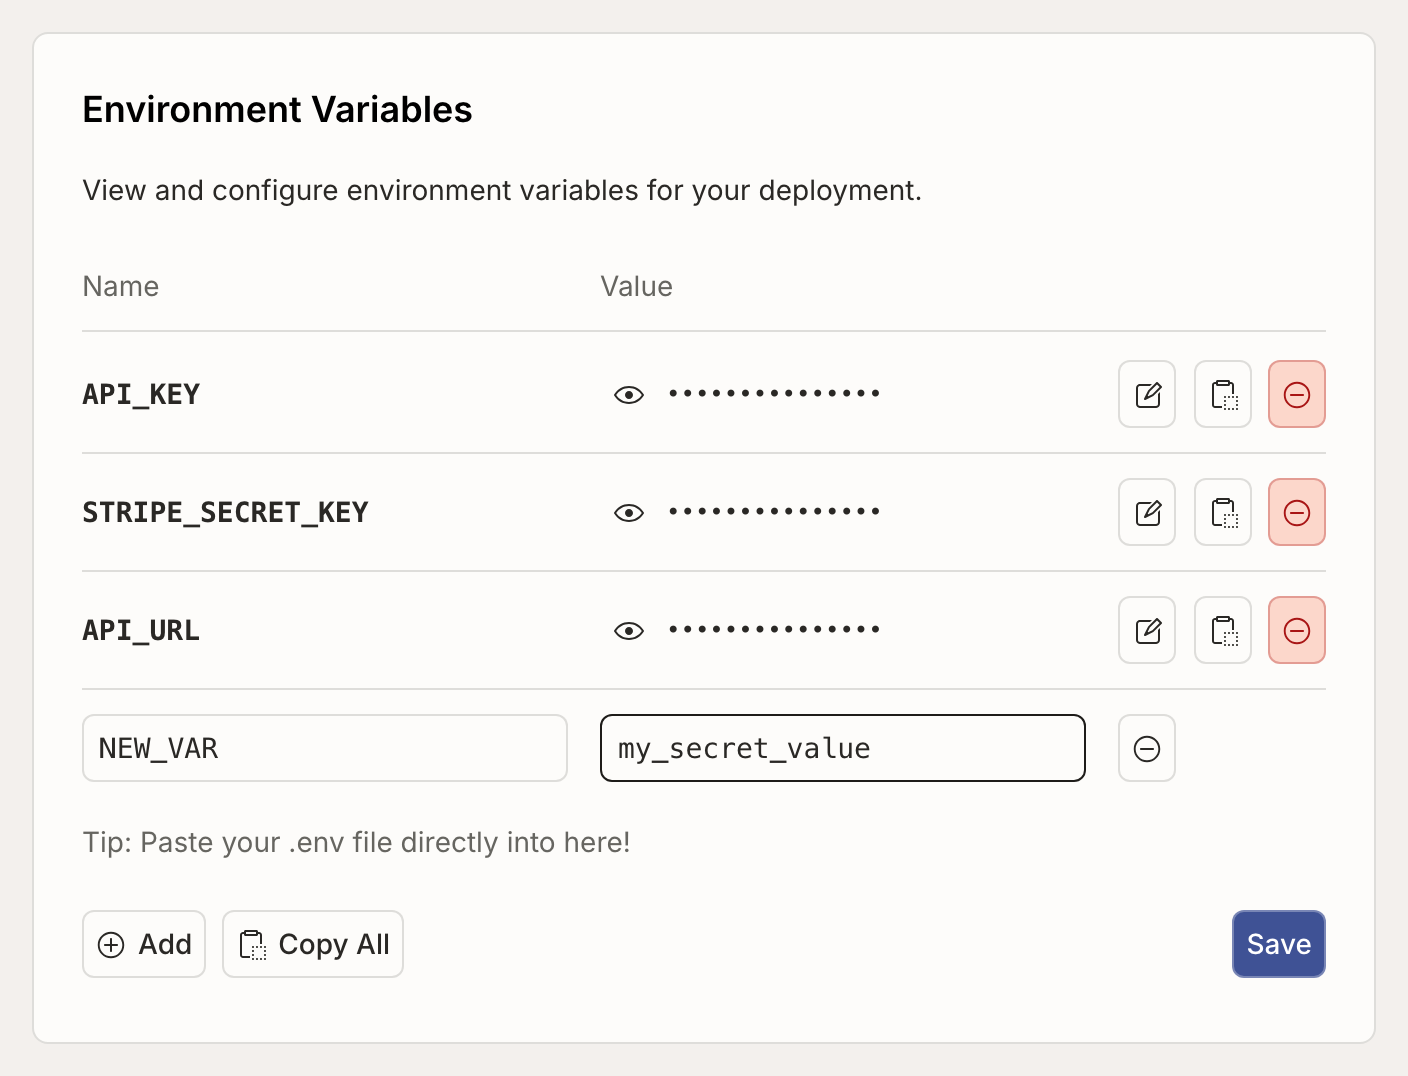 Environment Variables
View and configure environment variables for your deployment.
Name Value
API_KEY •••••••••••••••
STRIPE_SECRET_KEY •••••••••••••••
API_URL •••••••••••••••
NEW_VAR my_secret_value
Tip: Paste your .env file directly into here!
Add Copy All Save